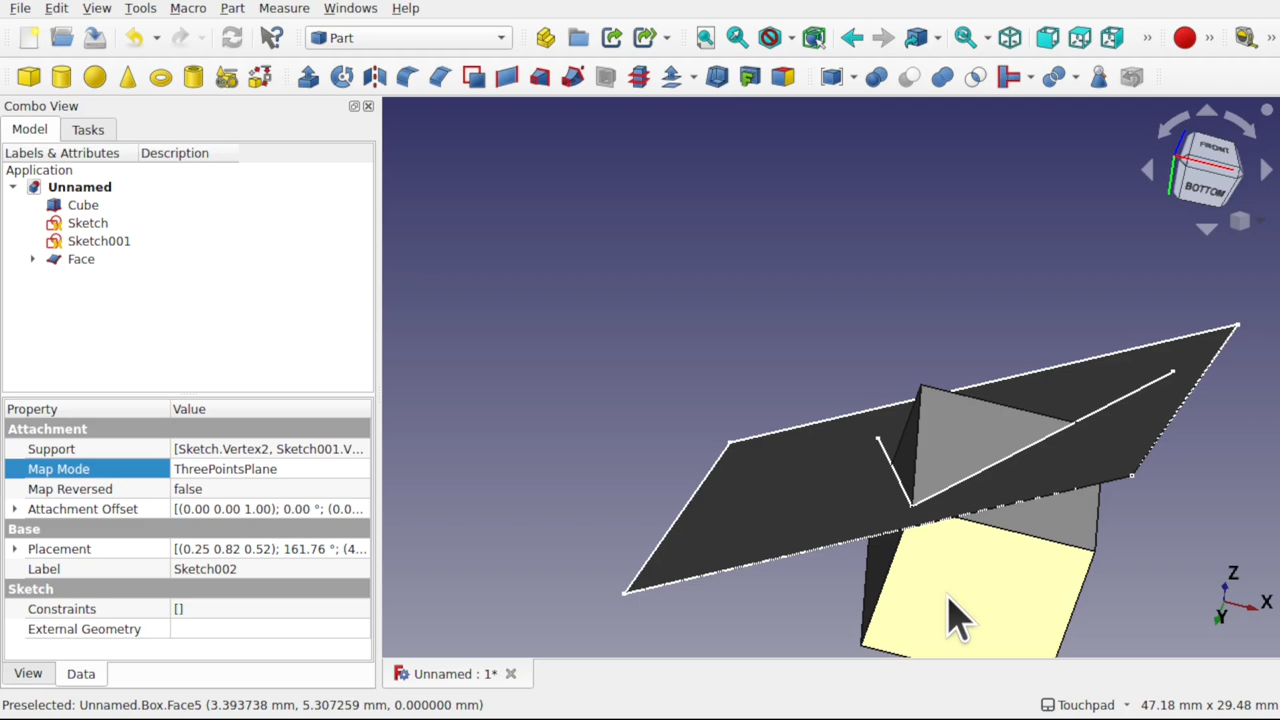 File Edit View Tools Macro Part Measure Windows Help
Part
Combo View
Model Tasks
Labels & Attributes Description
Application
Unnamed
Cube
Sketch
Sketch001
Face
FRONT
BOTTOM
Property Value
Attachment
Support [Sketch.Vertex2, Sketch001.V...
Map Mode ThreePointsPlane
Map Reversed false
Attachment Offset [(0.00 0.00 1.00); 0.00 °; (0.0...
Base
Placement [(0.25 0.82 0.52); 161.76 °; (4...
Label Sketch002
Sketch
Constraints []
External Geometry
Z
X
Y
View Data
Unnamed : 1*
Preselected: Unnamed.Box.Face5 (3.393738 mm, 5.307259 mm, 0.000000 mm)
Touchpad 47.18 mm x 29.48 mm